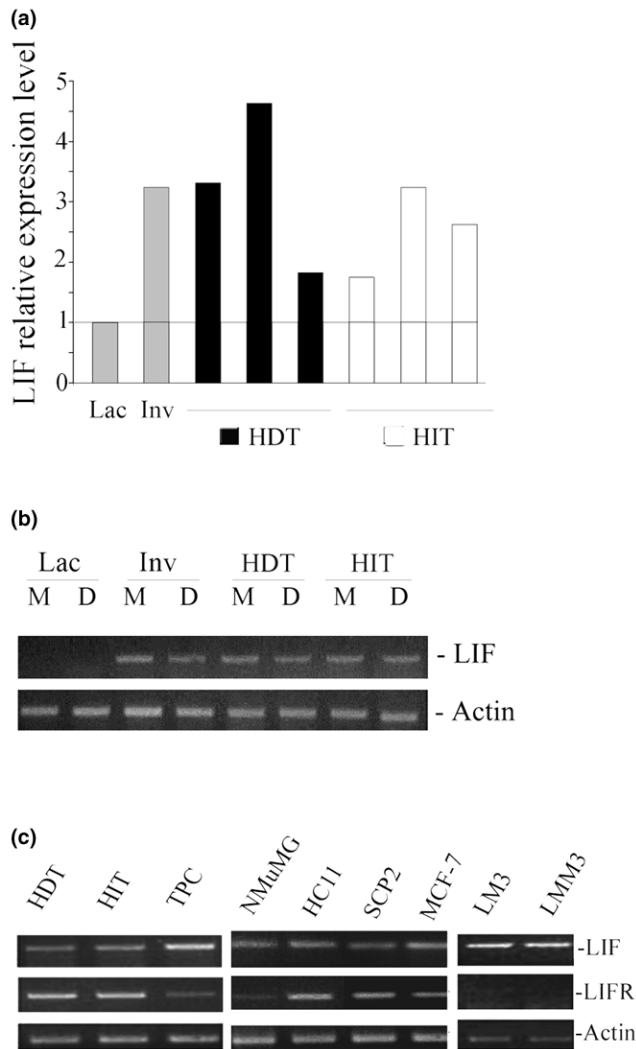 (a)
LIF relative expression level
5
4
3
2
1
0
Lac Inv
HDT HIT
(b)
Lac Inv HDT HIT
M D M D M D M D
- LIF
- Actin
(c)
HDT HIT TPC NMuMG HC11 SCP2 MCF-7 LM3 LMM3
-LIF
-LIFR
-Actin